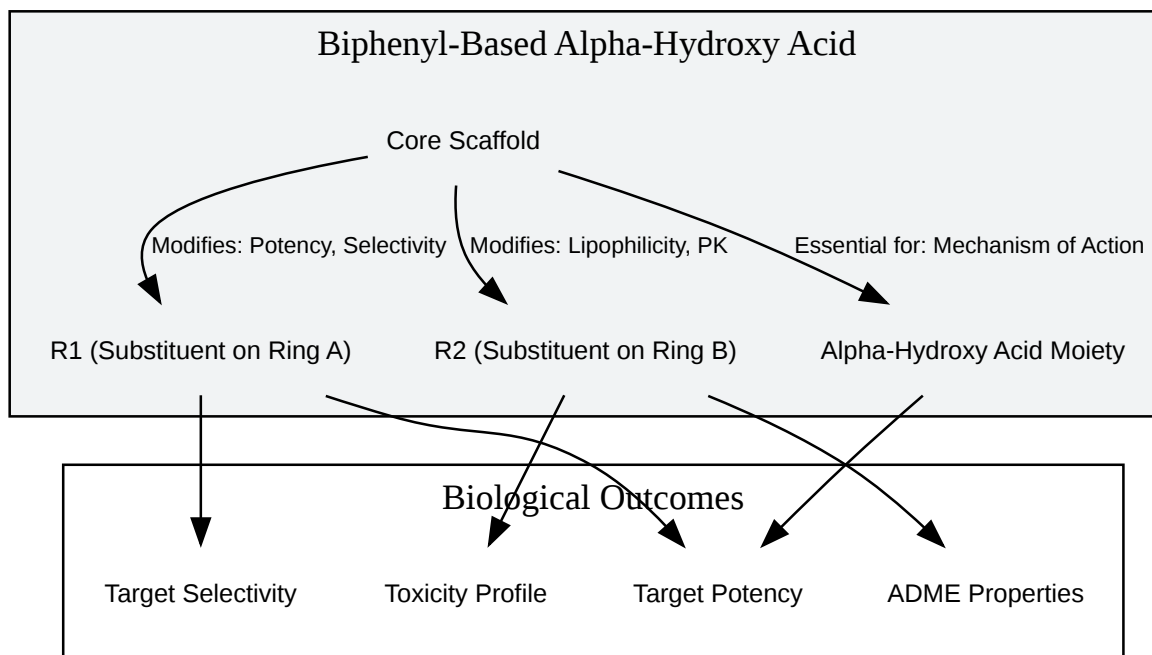 Biphenyl-Based Alpha-Hydroxy Acid
Core Scaffold
Modifies: Potency, Selectivity
Modifies: Lipophilicity, PK
Essential for: Mechanism of Action
R1 (Substituent on Ring A)
R2 (Substituent on Ring B)
Alpha-Hydroxy Acid Moiety
Biological Outcomes
Target Selectivity
Toxicity Profile
Target Potency
ADME Properties